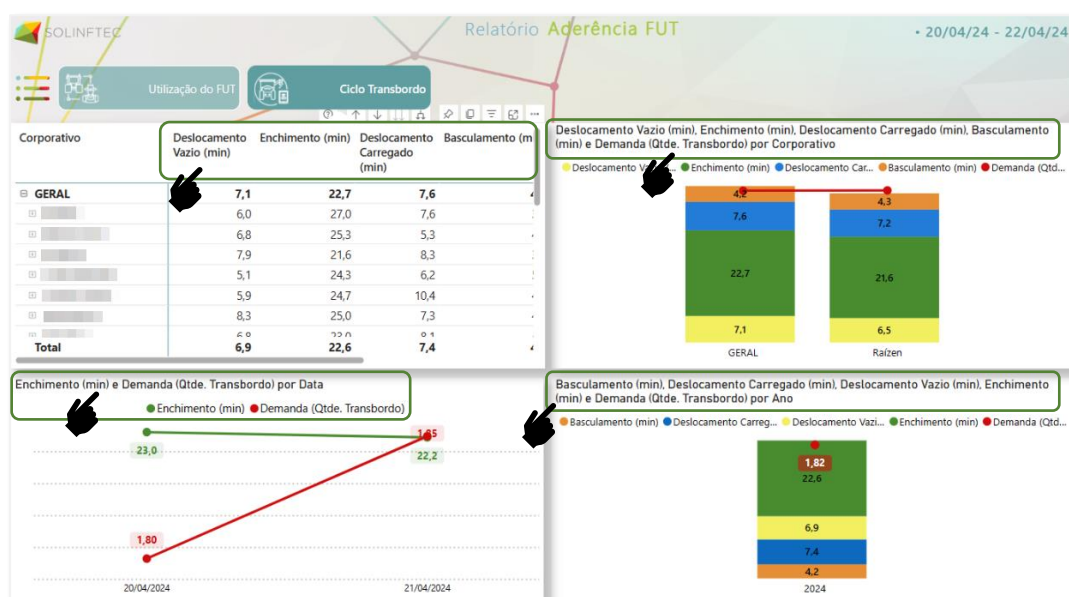 SOLINFTEC
Relatório Aderência FUT
• 20/04/24 - 22/04/24
Utilização do FUT
Ciclo Transbordo
Corporativo Deslocamento Vazio (min) Enchimento (min) Deslocamento Carregado (min) Basculamento (m
GERAL 7,1 22,7 7,6
6,0 27,0 7,6
6,8 25,3 5,3
7,9 21,6 8,3
5,1 24,3 6,2
5,9 24,7 10,4
8,3 25,0 7,3
Total 6,9 22,6 7,4
Deslocamento Vazio (min), Enchimento (min), Deslocamento Carregado (min), Basculamento
(min) e Demanda (Qtde. Transbordo) por Corporativo
Deslocamento Enchimento (min) Deslocamento Car... Basculamento (min) Demanda (Qtd...
4,2
7,6
22,7
7,1
GERAL
4,3
7,2
21,6
6,5
Raízen
Enchimento (min) e Demanda (Qtde. Transbordo) por Data
Enchimento (min) Demanda (Qtde. Transbordo)
23,0
22,2
1,80
20/04/2024
21/04/2024
Basculamento (min), Deslocamento Carregado (min), Deslocamento Vazio (min), Enchimento
(min) e Demanda (Qtde. Transbordo) por Ano
Basculamento (min) Deslocamento Carreg... Deslocamento Vazi... Enchimento (min) Demanda (Qtd...
1,82
22,6
6,9
7,4
4,2
2024